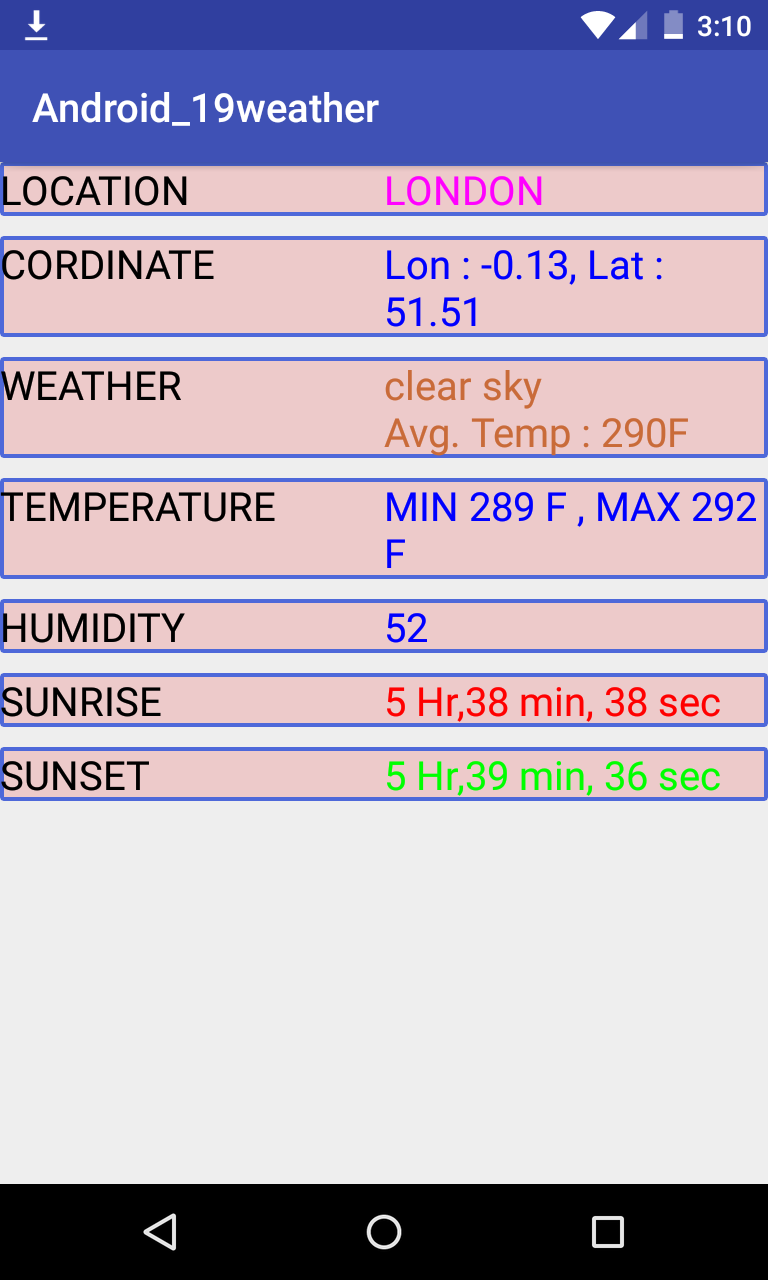 3:10
Android_19weather
LOCATION LONDON
CORDINATE Lon : -0.13, Lat :
51.51
WEATHER clear sky
Avg. Temp : 290F
TEMPERATURE MIN 289 F , MAX 292
F
HUMIDITY 52
SUNRISE 5 Hr,38 min, 38 sec
SUNSET 5 Hr,39 min, 36 sec